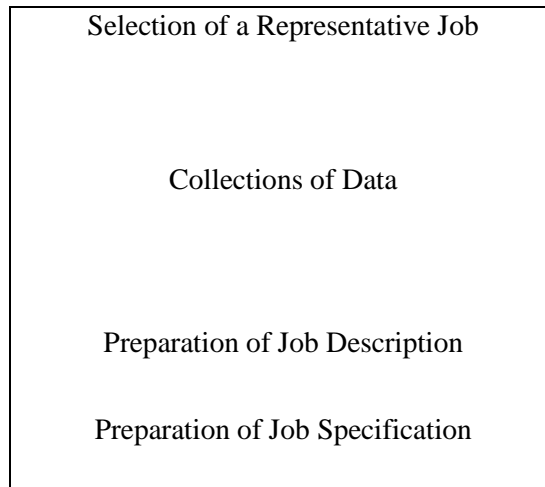 Selection of a Representative Job
Collections of Data
Preparation of Job Description
Preparation of Job Specification